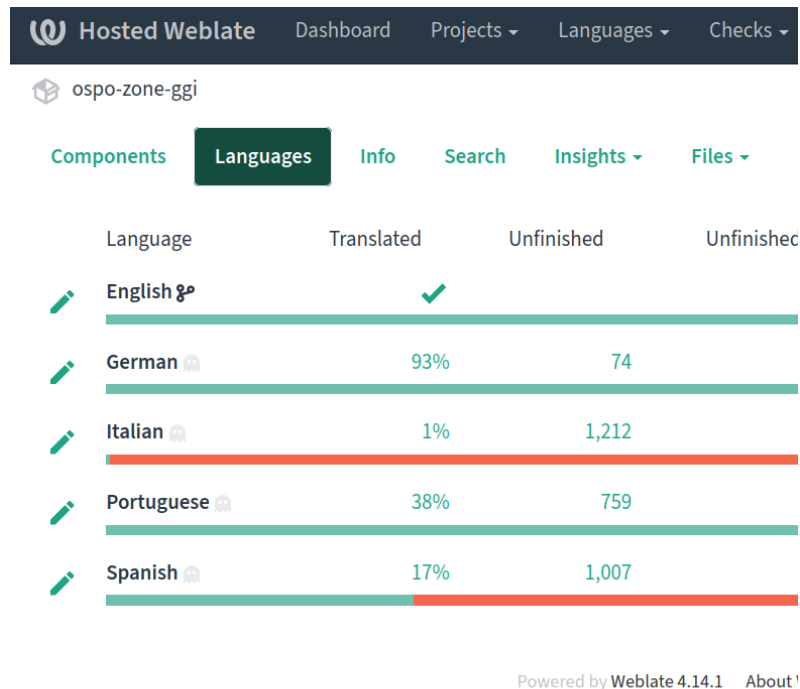 Hosted Weblate Dashboard Projects Languages Checks
ospo-zone-ggi
Components Languages Info Search Insights Files
Language Translated Unfinished Unfinished
English
German 93% 74
Italian 1% 1,212
Portuguese 38% 759
Spanish 17% 1,007
Powered by Weblate 4.14.1 About